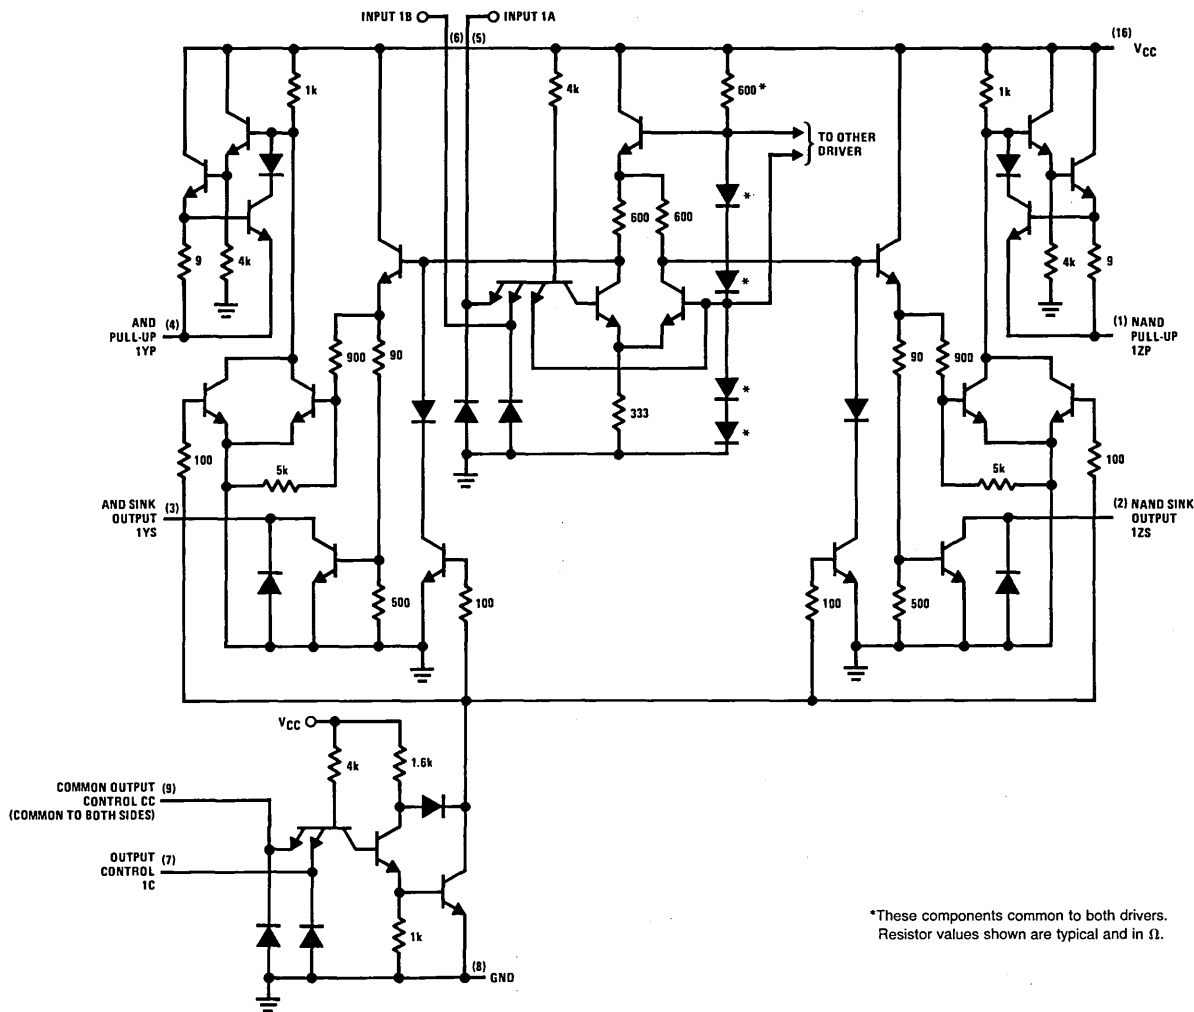 INPUT 1B
INPUT 1A
(6) (5)
(16)
VCC
1k
4k
600*
1k
TO OTHER
DRIVER
*
600
600
9
4k
4k
9
*
AND (4)
PULL-UP
1YP
(1) NAND
PULL-UP
1ZP
900
90
90
900
*
333
*
100
5k
5k
100
AND SINK (3)
OUTPUT
1YS
(2) NAND SINK
OUTPUT
1ZS
500
100
100
500
VCC
4k
1.6k
COMMON OUTPUT (9)
CONTROL CC
(COMMON TO BOTH SIDES)
OUTPUT (7)
CONTROL
1C
1k
(8)
GND
*These components common to both drivers.
Resistor values shown are typical and in Ω.